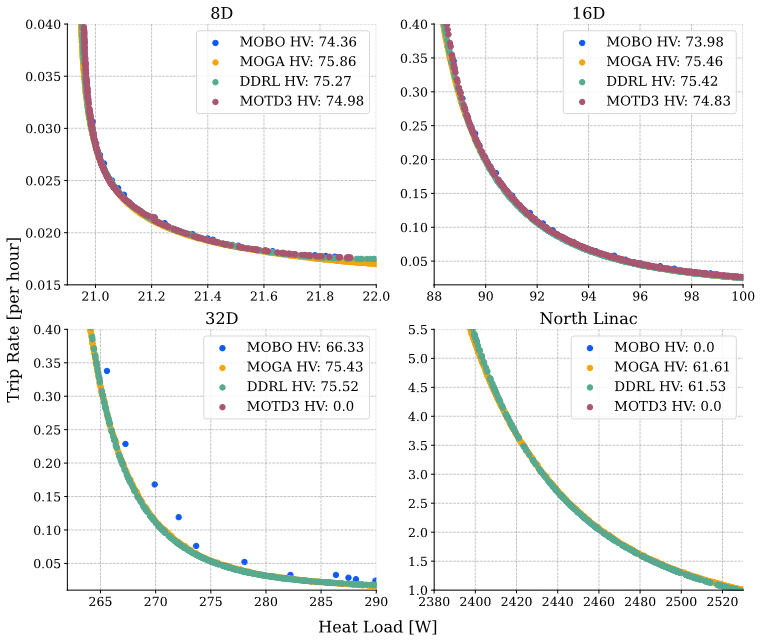 8D
0.040
0.035
0.030
0.025
0.020
0.015
21.0 21.2 21.4 21.6 21.8 22.0
MOBO HV: 74.36
MOGA HV: 75.86
DDRL HV: 75.27
MOTD3 HV: 74.98
16D
0.40
0.35
0.30
0.25
0.20
0.15
0.10
0.05
88 90 92 94 96 98 100
MOBO HV: 73.98
MOGA HV: 75.46
DDRL HV: 75.42
MOTD3 HV: 74.83
Trip Rate [per hour]
32D
0.40
0.35
0.30
0.25
0.20
0.15
0.10
0.05
265 270 275 280 285 290
MOBO HV: 66.33
MOGA HV: 75.43
DDRL HV: 75.52
MOTD3 HV: 0.0
North Linac
5.5
5.0
4.5
4.0
3.5
3.0
2.5
2.0
1.5
1.0
2380 2400 2420 2440 2460 2480 2500 2520
MOBO HV: 0.0
MOGA HV: 61.61
DDRL HV: 61.53
MOTD3 HV: 0.0
Heat Load [W]